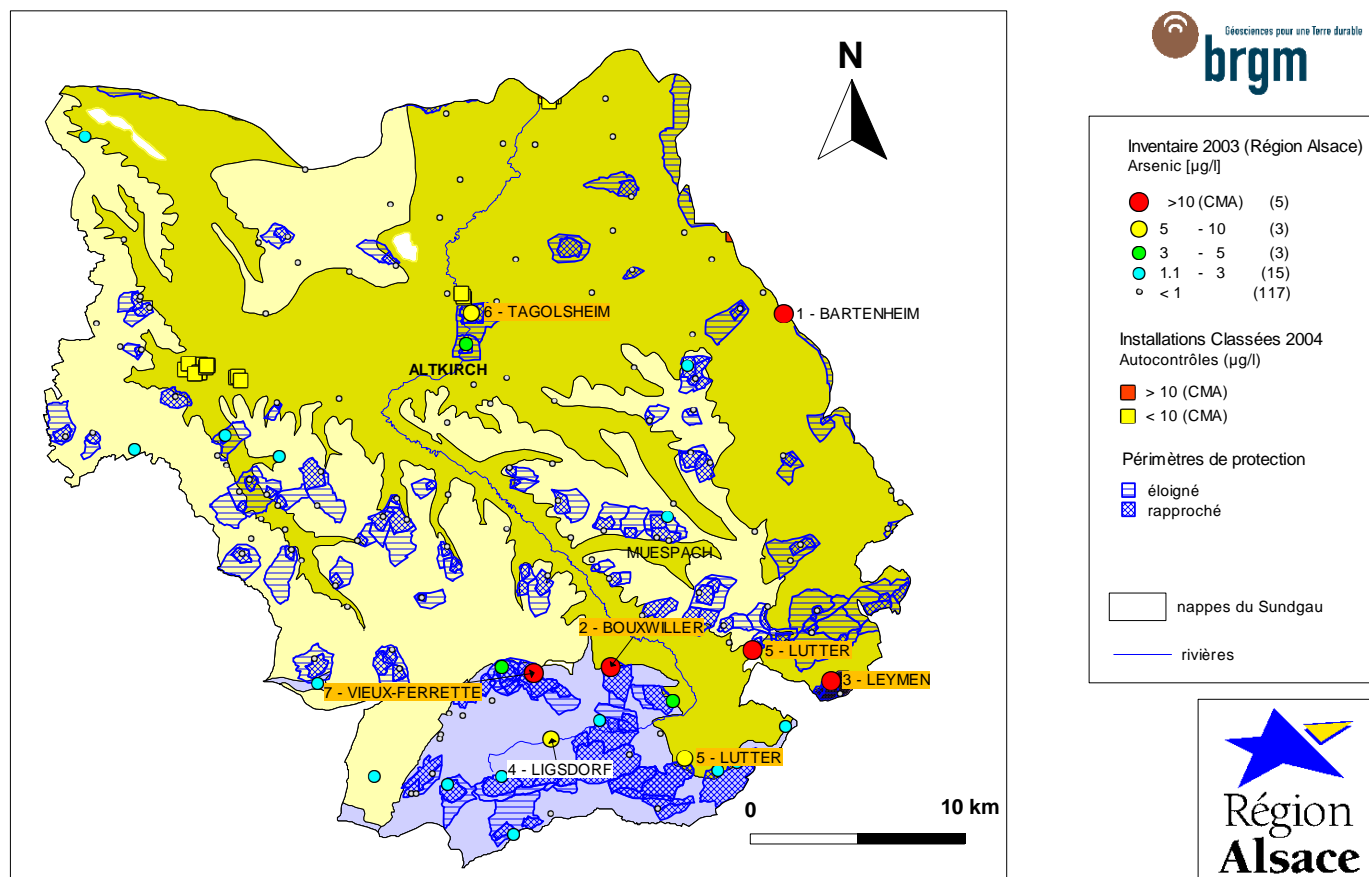 N
6 - TAGOLSHEIM
1 - BARTENHEIM
ALTKIRCH
MUESPACH
2 - BOUXWILLER
5 - LUTTER
3 - LEYMEN
7 - VIEUX-FERRETTE
5 - LUTTER
4 - LIGSDORF
0 10 km
Géosciences pour une Terre durable
brgm
Inventaire 2003 (Région Alsace)
Arsenic [µg/l]
>10 (CMA) (5)
5 - 10 (3)
3 - 5 (3)
1.1 - 3 (15)
< 1 (117)
Installations Classées 2004
Autocontrôles (µg/l)
> 10 (CMA)
< 10 (CMA)
Périmètres de protection
éloigné
rapproché
nappes du Sundgau
rivières
Région
Alsace